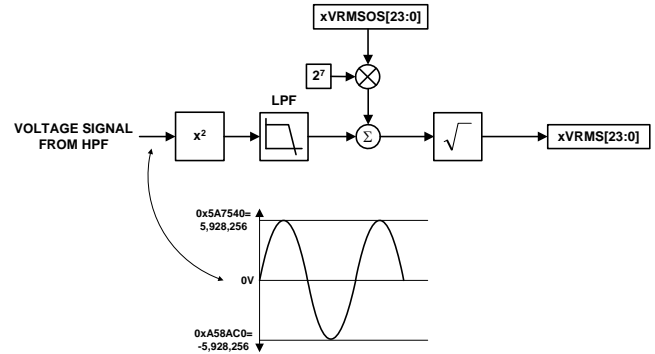 xVRMSOS[23:0]
2⁷
LPF
VOLTAGE SIGNAL
FROM HPF
x²
Σ
√
xVRMS[23:0]
0x5A7540=
5,928,256
0V
0xA58AC0=
-5,928,256